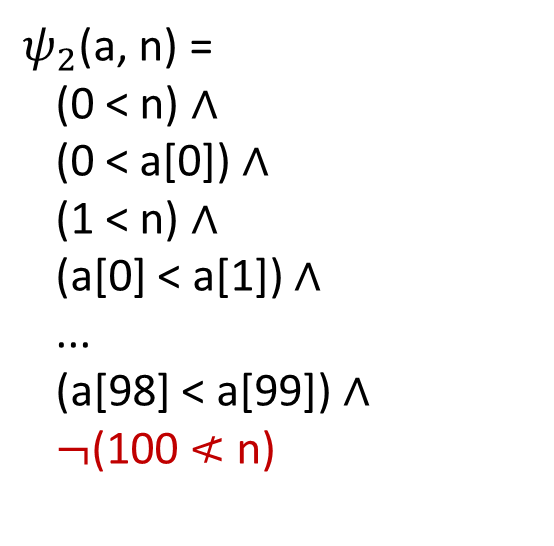 𝜓₂(a, n) =
(0 < n) ∧
(0 < a[0]) ∧
(1 < n) ∧
(a[0] < a[1]) ∧
...
(a[98] < a[99]) ∧
¬(100 ≮ n)